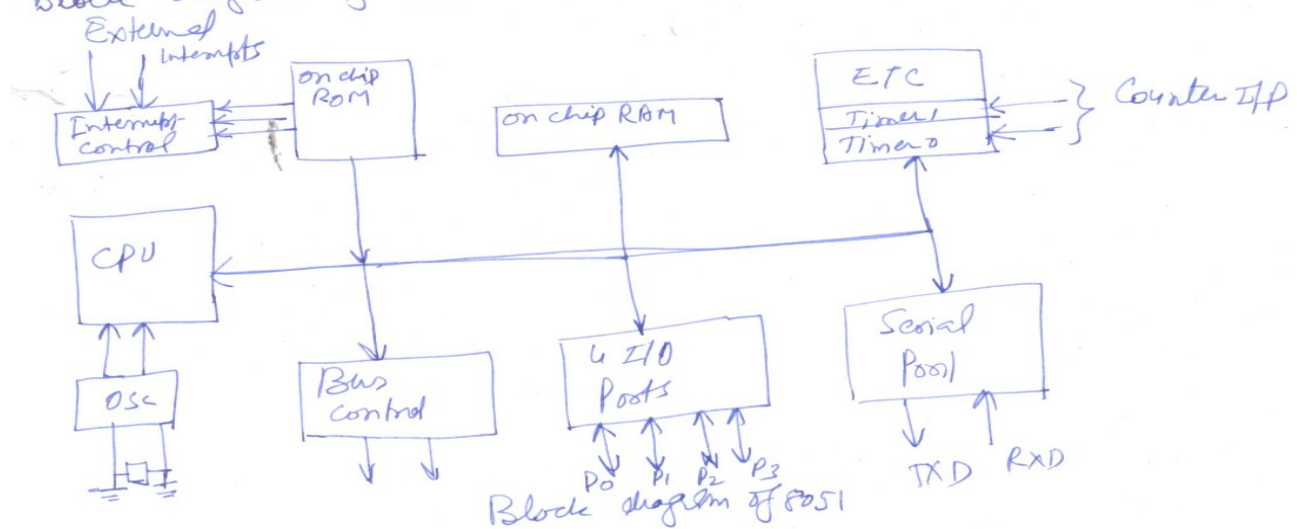 Block
External
Interrupts
Interrupt
control
on chip
ROM
on chip RAM
ETC
Timer 1
Timer 0
Counter I/P
CPU
OSC
Bus
control
4 I/O
Ports
Serial
Port
P0 P1 P2 P3
TXD RXD
Block diagram of 8051